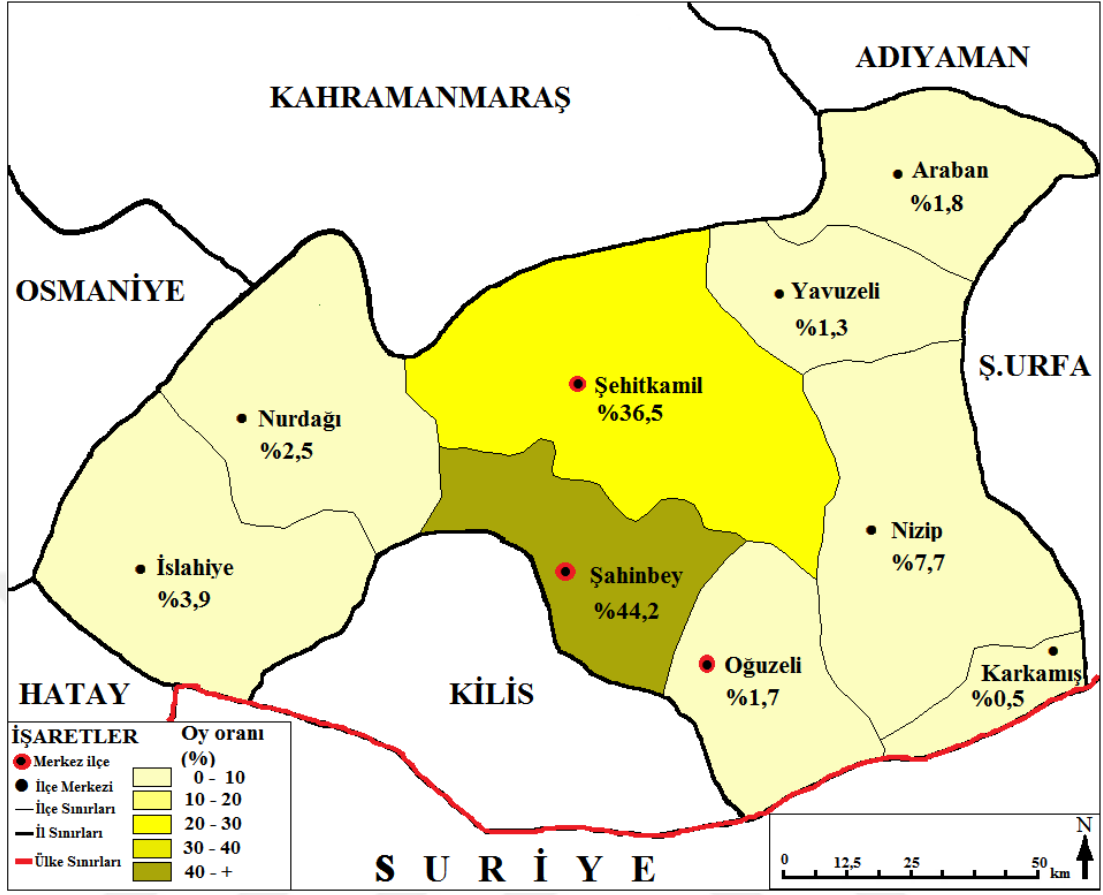 ADIYAMAN
KAHRAMANMARAŞ
Araban
%1,8
OSMANİYE
Yavuzeli
%1,3
Ş.URFA
Şehitkamil
%36,5
Nurdağı
%2,5
Nizip
%7,7
İslahiye
%3,9
Şahinbey
%44,2
Oğuzeli
%1,7
Karkamış
%0,5
HATAY
KİLİS
İŞARETLER
Merkez ilçe
İlçe Merkezi
İlçe Sınırları
İl Sınırları
Ülke Sınırları
Oy oranı
(%)
0 - 10
10 - 20
20 - 30
30 - 40
40 - +
SURİYE
N
0 12,5 25 50 km